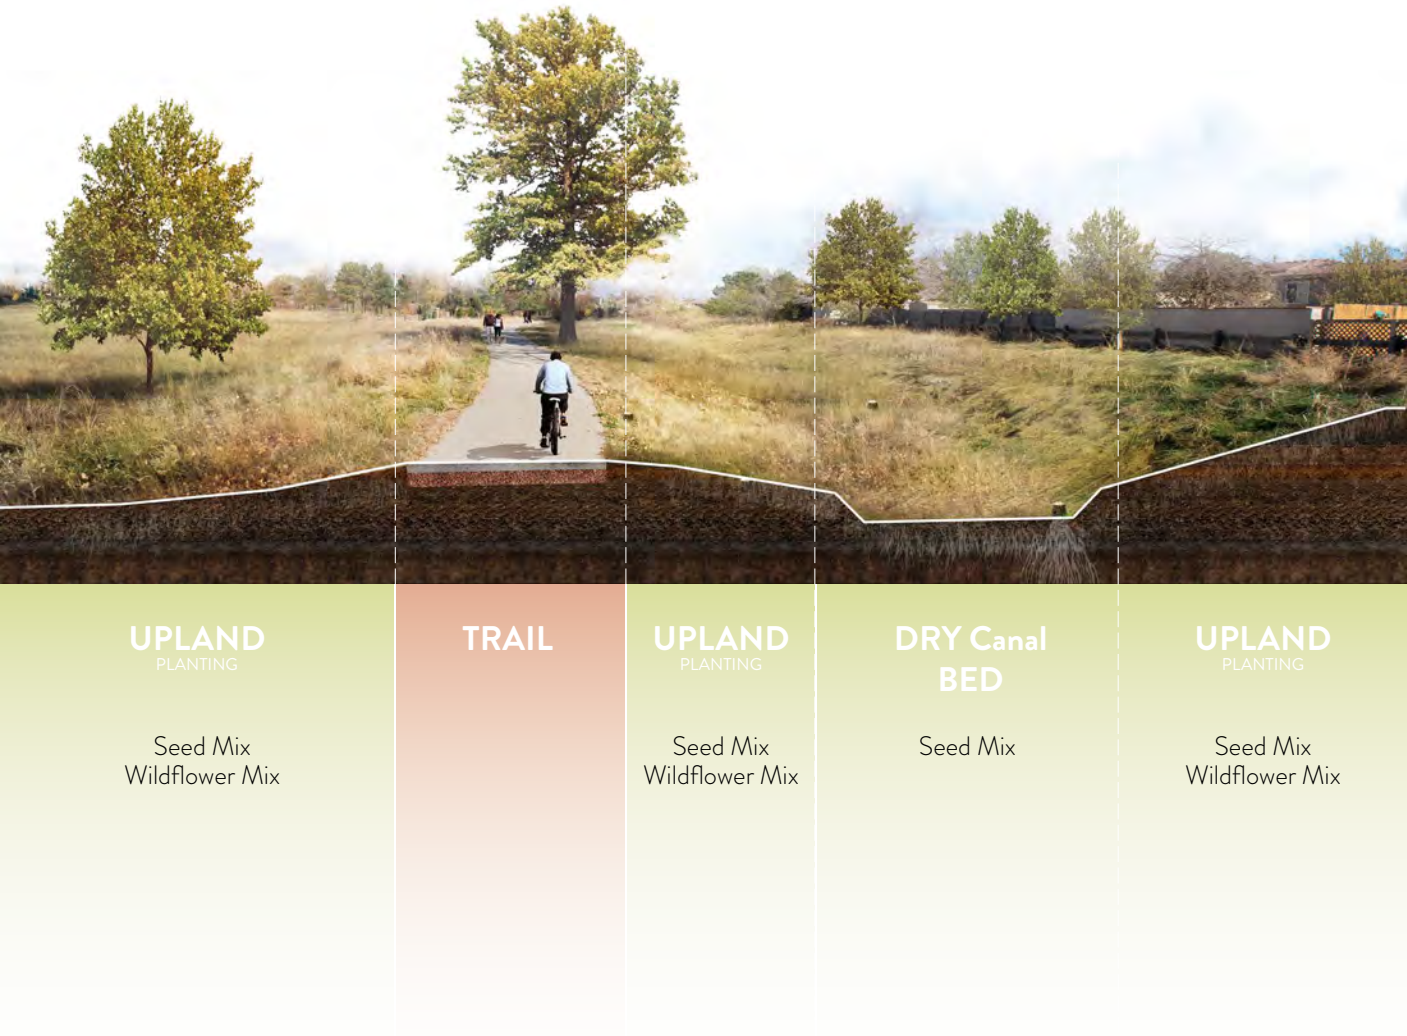 UPLAND
PLANTING
Seed Mix
Wildflower Mix
TRAIL
UPLAND
PLANTING
Seed Mix
Wildflower Mix
DRY Canal
BED
Seed Mix
UPLAND
PLANTING
Seed Mix
Wildflower Mix